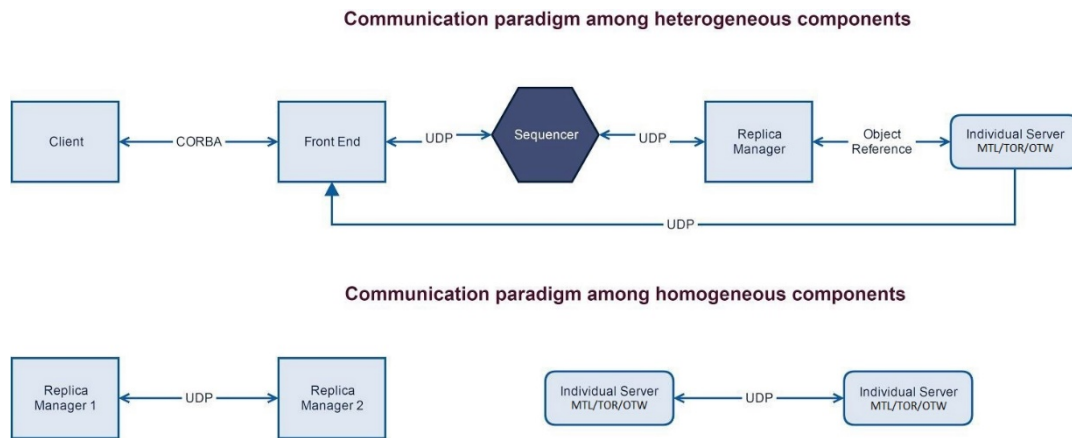 Communication paradigm among heterogeneous components
Client
CORBA
Front End
UDP
Sequencer
UDP
Replica
Manager
Object
Reference
Individual Server
MTL/TOR/OTW
UDP
Communication paradigm among homogeneous components
Replica
Manager 1
UDP
Replica
Manager 2
Individual Server
MTL/TOR/OTW
UDP
Individual Server
MTL/TOR/OTW